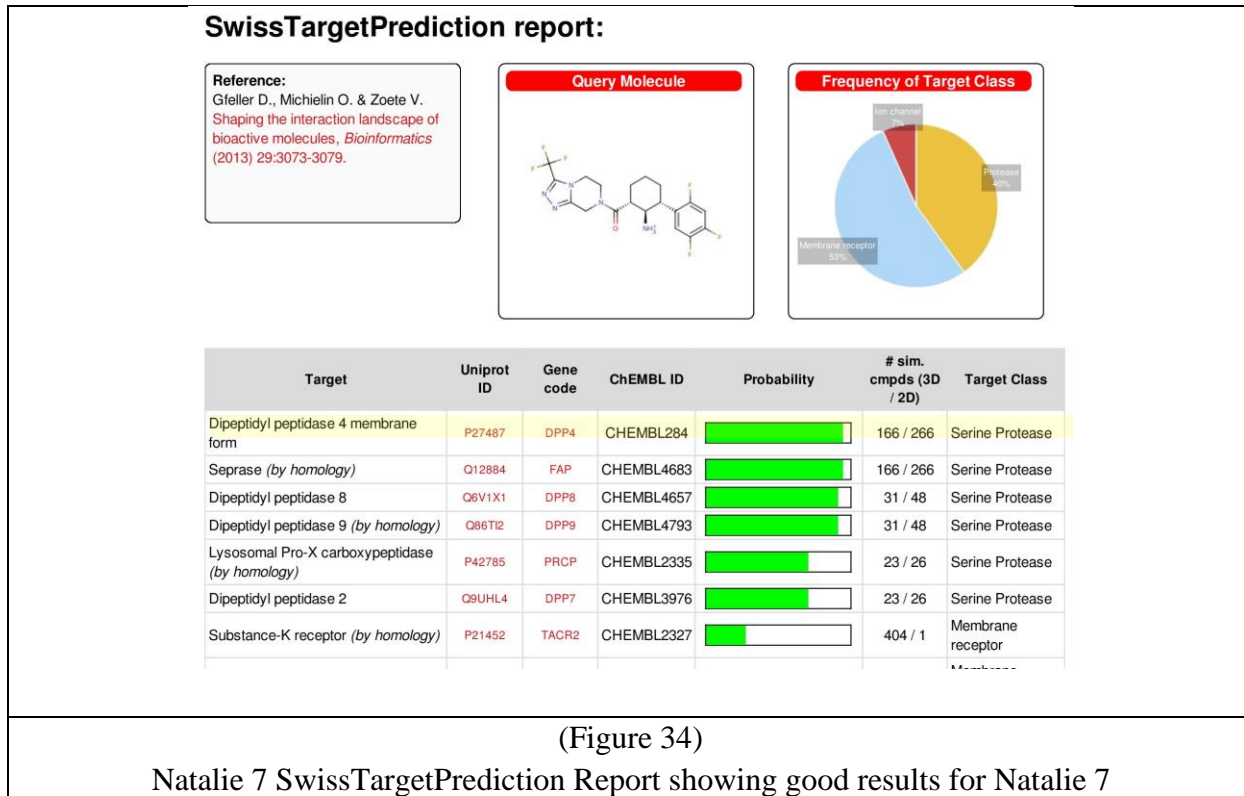 SwissTargetPrediction report:
Reference:
Gfeller D., Michielin O. & Zoete V.
Shaping the interaction landscape of
bioactive molecules, Bioinformatics
(2013) 29:3073-3079.
Query Molecule
F
F
F
N
N
N
N
O
NH3+
F
F
F
Frequency of Target Class
Ion channel
7%
Protease
40%
Membrane receptor
53%
Target Uniprot ID Gene code ChEMBL ID Probability # sim. cmpds (3D / 2D) Target Class
Dipeptidyl peptidase 4 membrane form P27487 DPP4 CHEMBL284 166 / 266 Serine Protease
Seprase (by homology) Q12884 FAP CHEMBL4683 166 / 266 Serine Protease
Dipeptidyl peptidase 8 Q6V1X1 DPP8 CHEMBL4657 31 / 48 Serine Protease
Dipeptidyl peptidase 9 (by homology) Q86TI2 DPP9 CHEMBL4793 31 / 48 Serine Protease
Lysosomal Pro-X carboxypeptidase (by homology) P42785 PRCP CHEMBL2335 23 / 26 Serine Protease
Dipeptidyl peptidase 2 Q9UHL4 DPP7 CHEMBL3976 23 / 26 Serine Protease
Substance-K receptor (by homology) P21452 TACR2 CHEMBL2327 404 / 1 Membrane receptor
(Figure 34)
Natalie 7 SwissTargetPrediction Report showing good results for Natalie 7